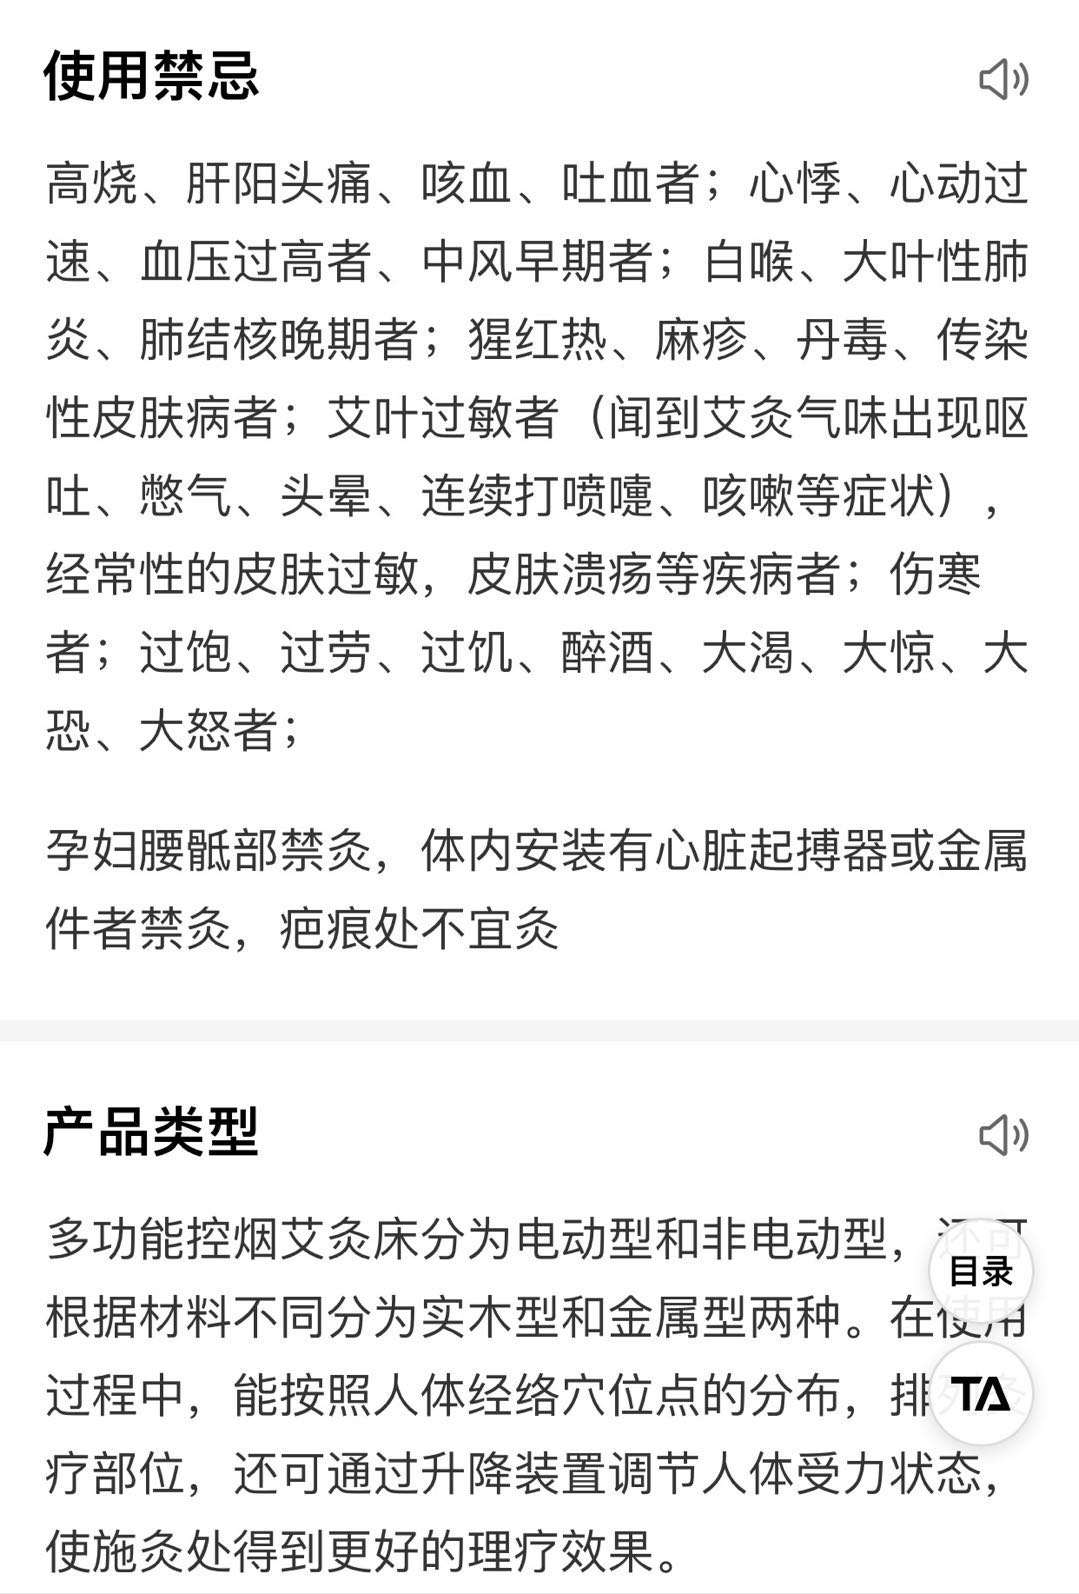 使用禁忌
高烧、肝阳头痛、咳血、吐血者；心悸、心动过
速、血压过高者、中风早期者；白喉、大叶性肺
炎、肺结核晚期者；猩红热、麻疹、丹毒、传染
性皮肤病者；艾叶过敏者（闻到艾灸气味出现呕
吐、憋气、头晕、连续打喷嚏、咳嗽等症状），
经常性的皮肤过敏，皮肤溃疡等疾病者；伤寒
者；过饱、过劳、过饥、醉酒、大渴、大惊、大
恐、大怒者；
孕妇腰骶部禁灸，体内安装有心脏起搏器或金属
件者禁灸，疤痕处不宜灸
产品类型
多功能控烟艾灸床分为电动型和非电动型，还可
目录
根据材料不同分为实木型和金属型两种。在使用
过程中，能按照人体经络穴位点的分布，排列灸
TA
疗部位，还可通过升降装置调节人体受力状态，
使施灸处得到更好的理疗效果。